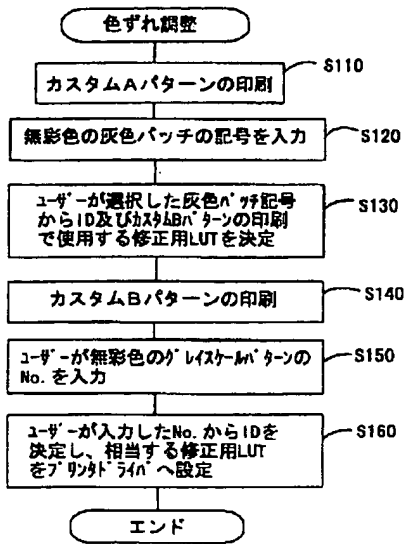 色ずれ調整
カスタムAパターンの印刷
S110
無彩色の灰色パッチの記号を入力
S120
ﾕｰｻﾞｰが選択した灰色ﾊﾟｯﾁ記号
からID及びｶｽﾀﾑBﾊﾟﾀｰﾝの印刷
で使用する修正用LUTを決定
S130
カスタムBパターンの印刷
S140
ﾕｰｻﾞｰが無彩色のｸﾞﾚｲｽｹｰﾙﾊﾟﾀｰﾝの
No. を入力
S150
ﾕｰｻﾞｰが入力したNo. からIDを
決定し、相当する修正用LUT
をﾌﾟﾘﾝﾀﾄﾞﾗｲﾊﾞへ設定
S160
エンド